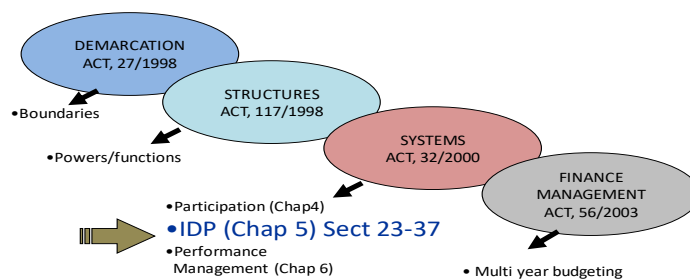 DEMARCATION
ACT, 27/1998
•Boundaries
STRUCTURES
ACT, 117/1998
•Powers/functions
SYSTEMS
ACT, 32/2000
•Participation (Chap4)
•IDP (Chap 5) Sect 23-37
•Performance
Management (Chap 6)
FINANCE
MANAGEMENT
ACT, 56/2003
• Multi year budgeting